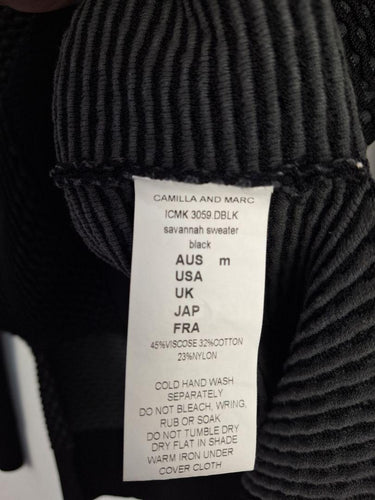 CAMILLA AND MARC
ICMK 3059.DBLK
savannah sweater
black
AUS m
USA
UK
JAP
FRA
45%VISCOSE 32%COTTON
23%NYLON
COLD HAND WASH
SEPARATELY
DO NOT BLEACH, WRING,
RUB OR SOAK
DO NOT TUMBLE DRY
DRY FLAT IN SHADE
WARM IRON UNDER
COVER CLOTH